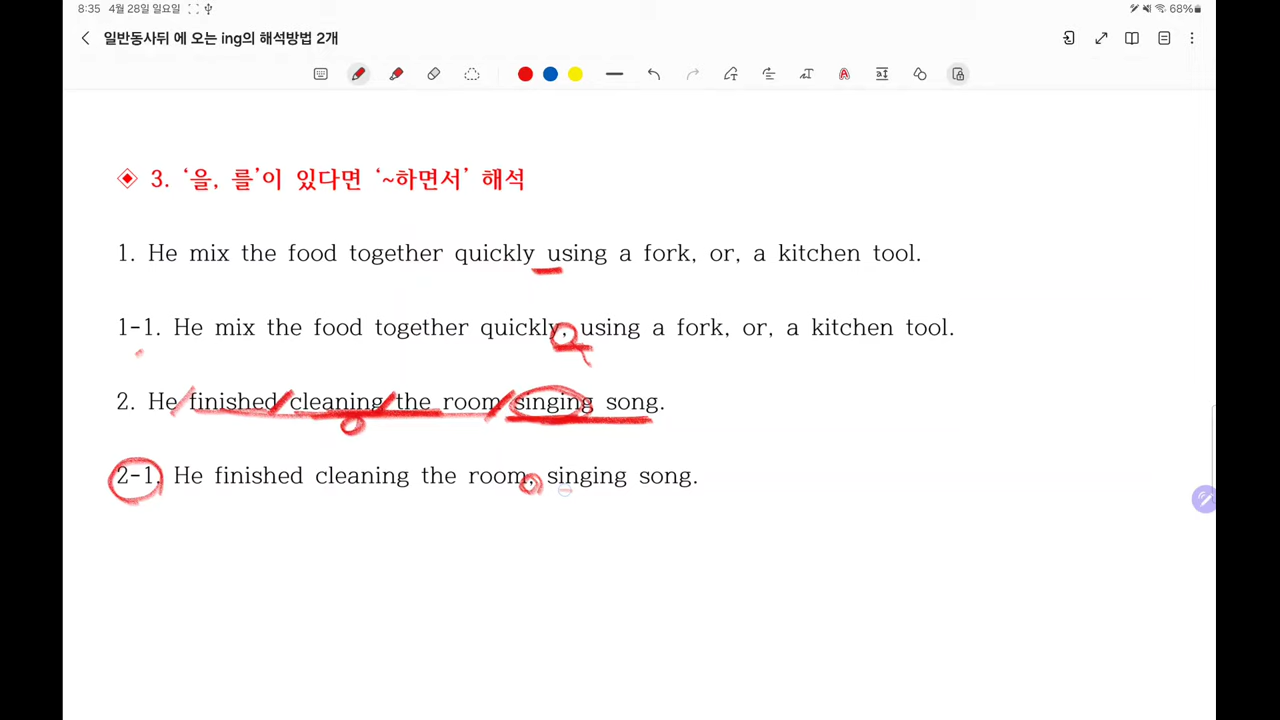 8:35 4월 28일 일요일 68%
일반동사뒤 에 오는 ing의 해석방법 2개
3. ‘을, 를’이 있다면 ‘~하면서’ 해석
1. He mix the food together quickly using a fork, or, a kitchen tool.
1-1. He mix the food together quickly, using a fork, or, a kitchen tool.
2. He finished cleaning the room singing song.
2-1. He finished cleaning the room, singing song.